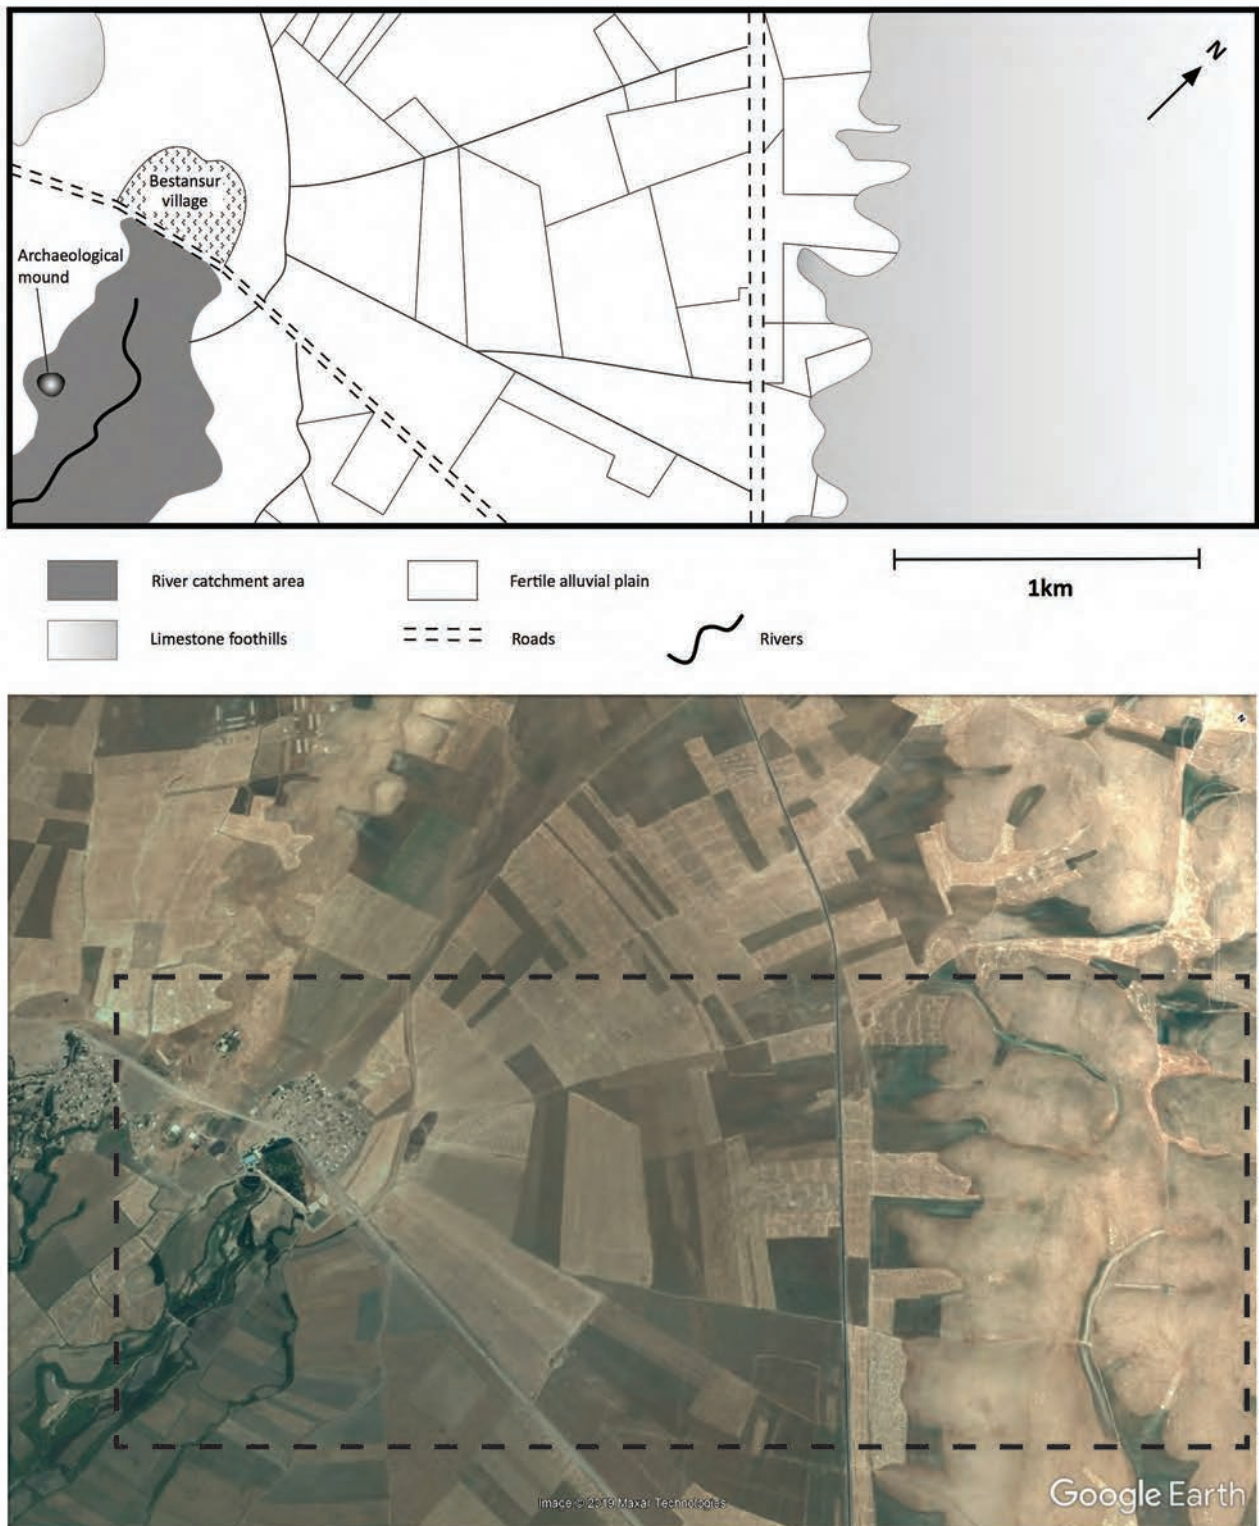 N
Bestansur
village
Archaeological
mound
River catchment area
Fertile alluvial plain
1km
Limestone foothills
Roads
Rivers
N
Image © 2019 Maxar Technologies
Google Earth